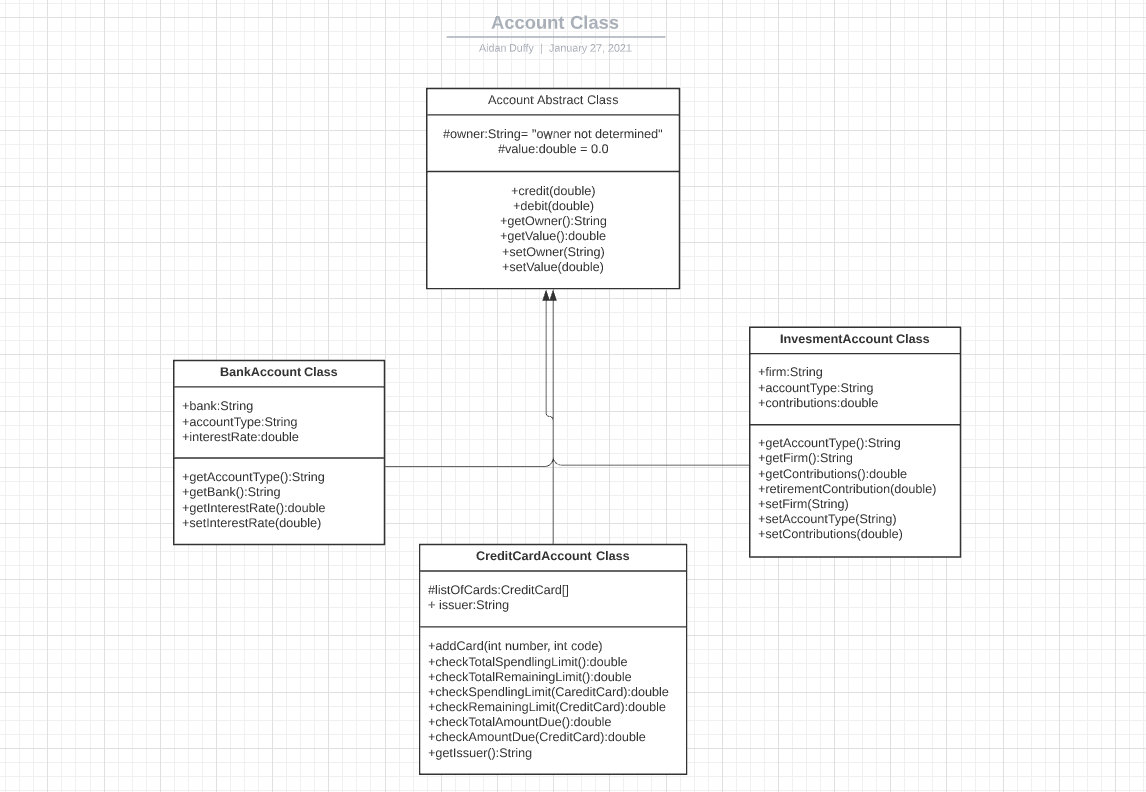 Account Class
Aidan Duffy | January 27, 2021
Account Abstract Class
#owner:String= "owner not determined"
#value:double = 0.0
+credit(double)
+debit(double)
+getOwner():String
+getValue():double
+setOwner(String)
+setValue(double)
BankAccount Class
+bank:String
+accountType:String
+interestRate:double
+getAccountType():String
+getBank():String
+getInterestRate():double
+setInterestRate(double)
InvesmentAccount Class
+firm:String
+accountType:String
+contributions:double
+getAccountType():String
+getFirm():String
+getContributions():double
+retirementContribution(double)
+setFirm(String)
+setAccountType(String)
+setContributions(double)
CreditCardAccount Class
#listOfCards:CreditCard[]
+ issuer:String
+addCard(int number, int code)
+checkTotalSpendlingLimit():double
+checkTotalRemainingLimit():double
+checkSpendlingLimit(CareditCard):double
+checkRemainingLimit(CreditCard):double
+checkTotalAmountDue():double
+checkAmountDue(CreditCard):double
+getIssuer():String